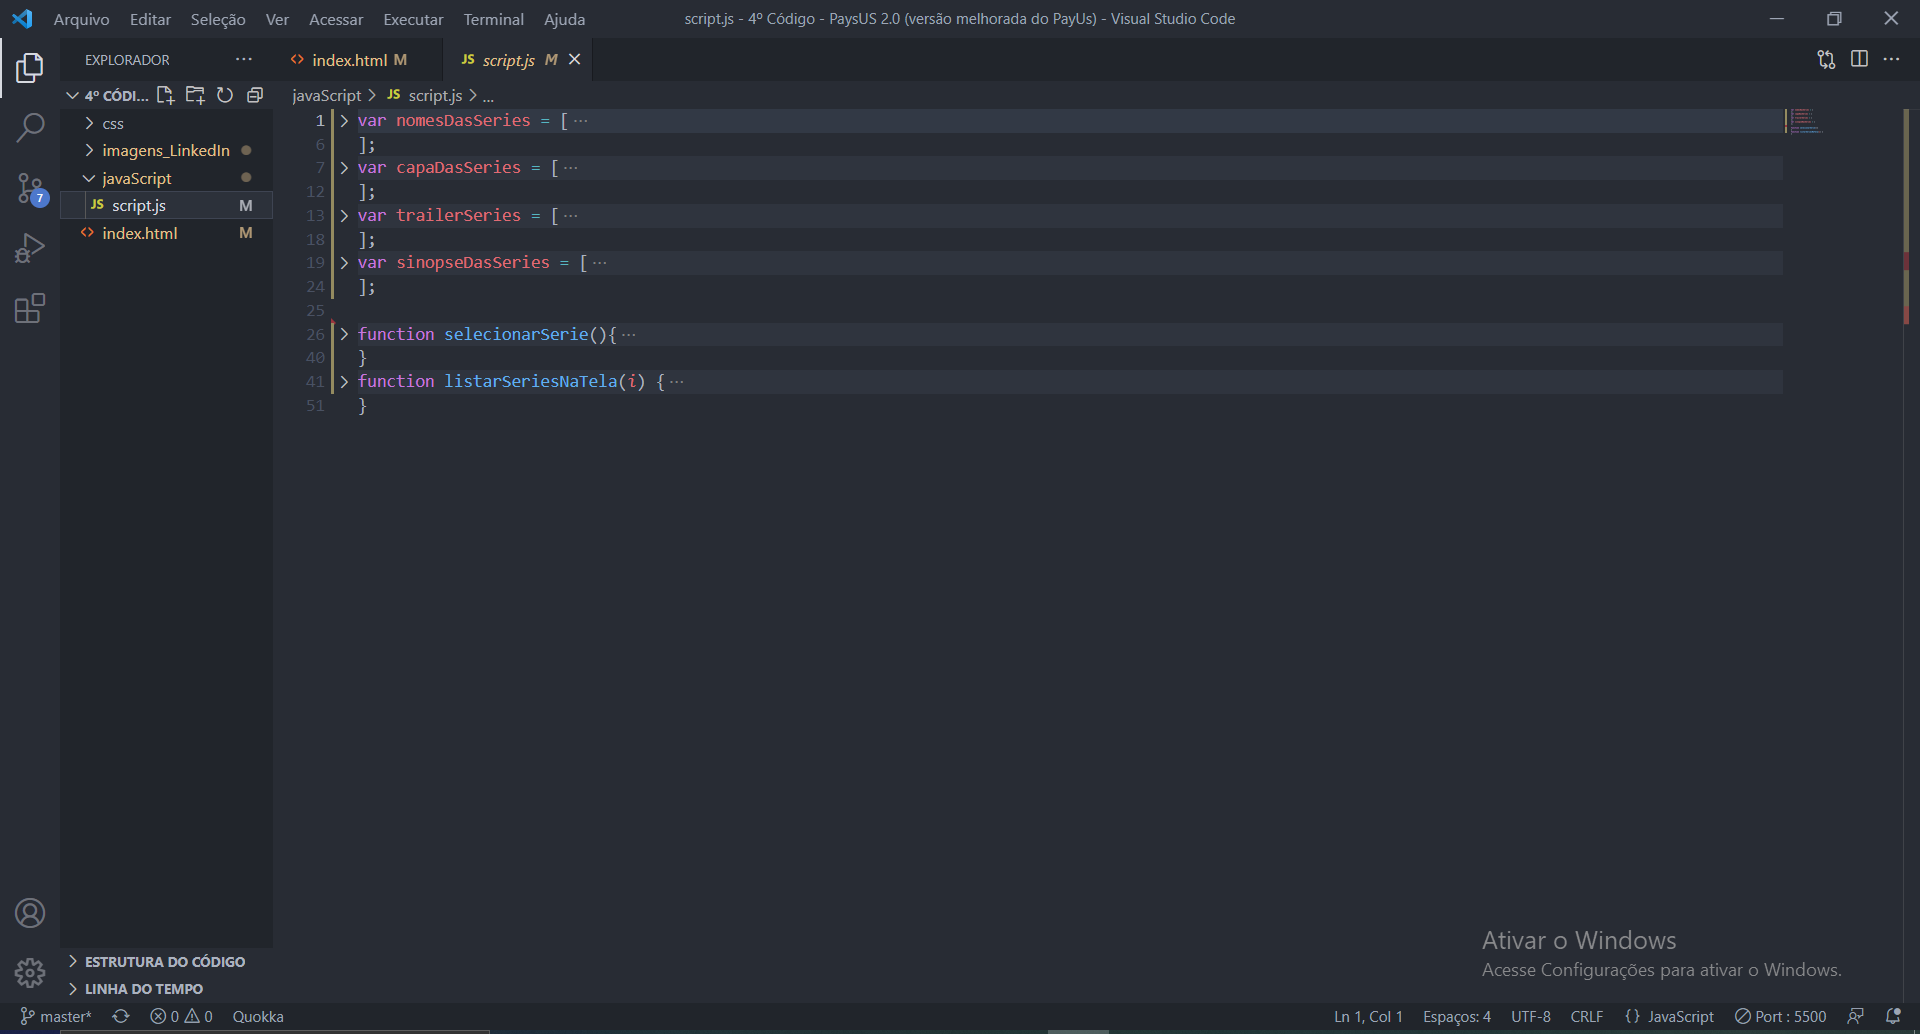 Arquivo Editar Seleção Ver Acessar Executar Terminal Ajuda
script.js - 4º Código - PaysUS 2.0 (versão melhorada do PayUs) - Visual Studio Code
EXPLORADOR ···
index.html M
JS script.js M
4º CÓDI...
javaScript > JS script.js > ...
css
imagens_LinkedIn
javaScript
JS script.js M
index.html M
7
1 var nomesDasSeries = [ ···
6 ];
7 var capaDasSeries = [ ···
12 ];
13 var trailerSeries = [ ···
18 ];
19 var sinopseDasSeries = [ ···
24 ];
25
26 function selecionarSerie(){ ···
40 }
41 function listarSeriesNaTela(i) { ···
51 }
Ativar o Windows
Acesse Configurações para ativar o Windows.
ESTRUTURA DO CÓDIGO
LINHA DO TEMPO
master* 0 0 Quokka
Ln 1, Col 1 Espaços: 4 UTF-8 CRLF {} JavaScript Port : 5500